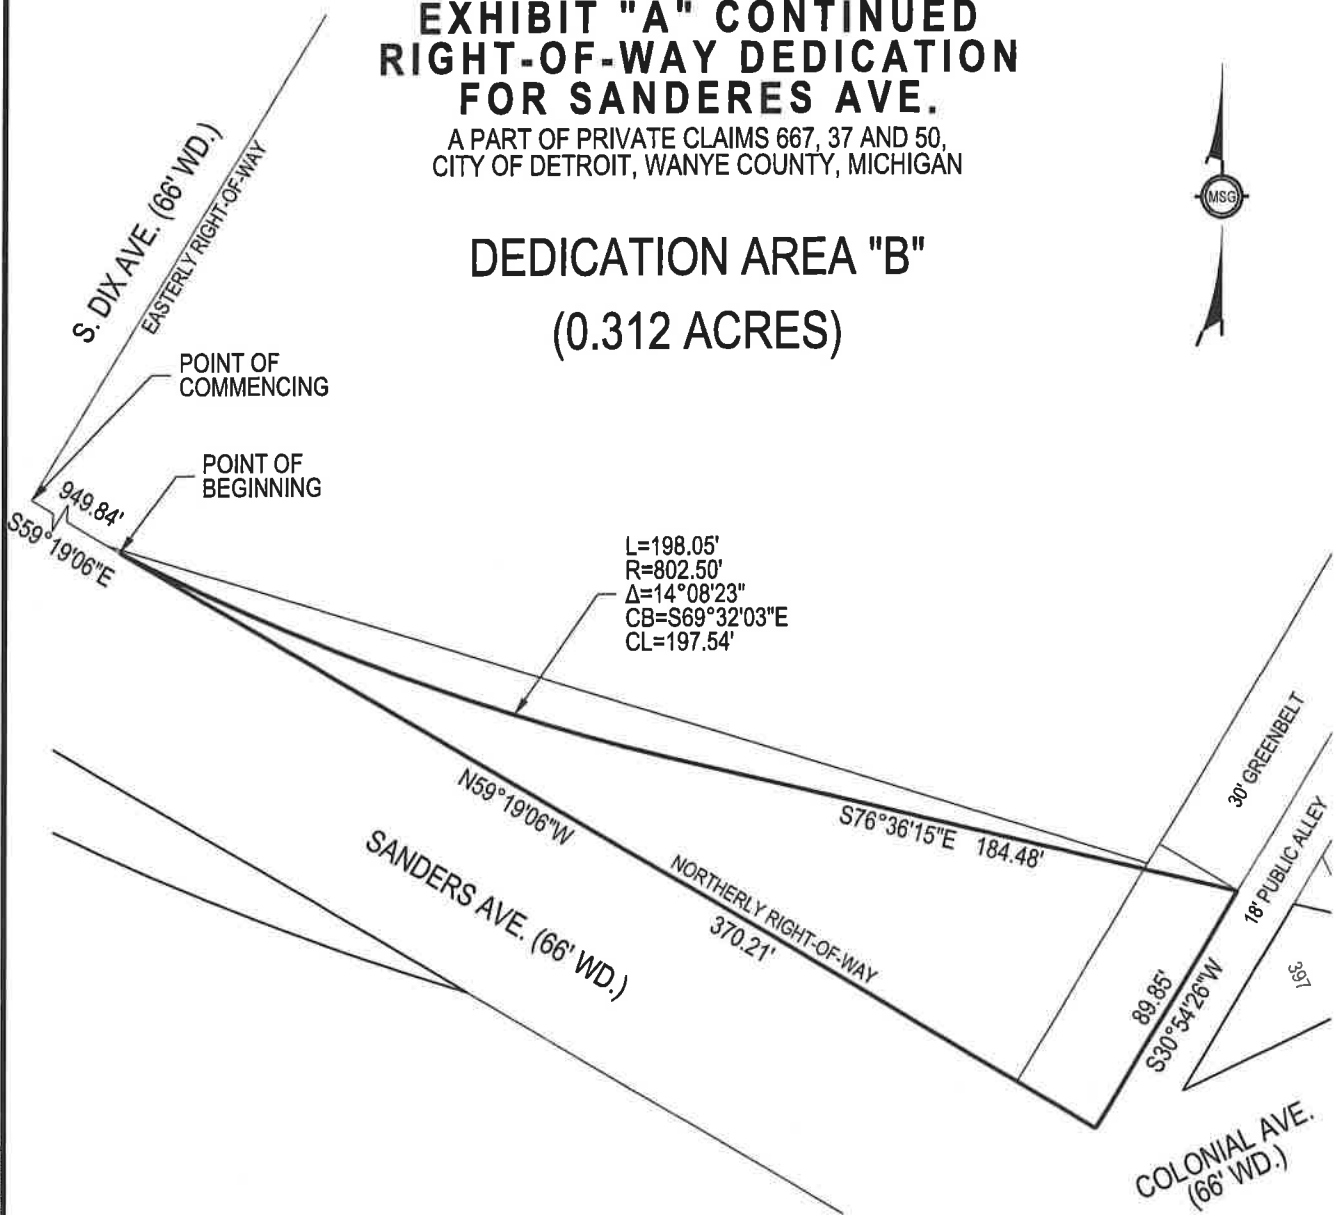 EXHIBIT "A" CONTINUED
RIGHT-OF-WAY DEDICATION
FOR SANDERES AVE.
A PART OF PRIVATE CLAIMS 667, 37 AND 50,
CITY OF DETROIT, WANYE COUNTY, MICHIGAN
MSG
DEDICATION AREA "B"
(0.312 ACRES)
S. DIX AVE. (66' WD.)
EASTERLY RIGHT-OF-WAY
POINT OF
COMMENCING
POINT OF
BEGINNING
949.84'
S59°19'06"E
L=198.05'
R=802.50'
Δ=14°08'23"
CB=S69°32'03"E
CL=197.54'
N59°19'06"W
S76°36'15"E 184.48'
NORTHERLY RIGHT-OF-WAY
370.21'
SANDERS AVE. (66' WD.)
30' GREENBELT
18' PUBLIC ALLEY
397
89.85'
S30°54'26"W
COLONIAL AVE.
(66' WD.)